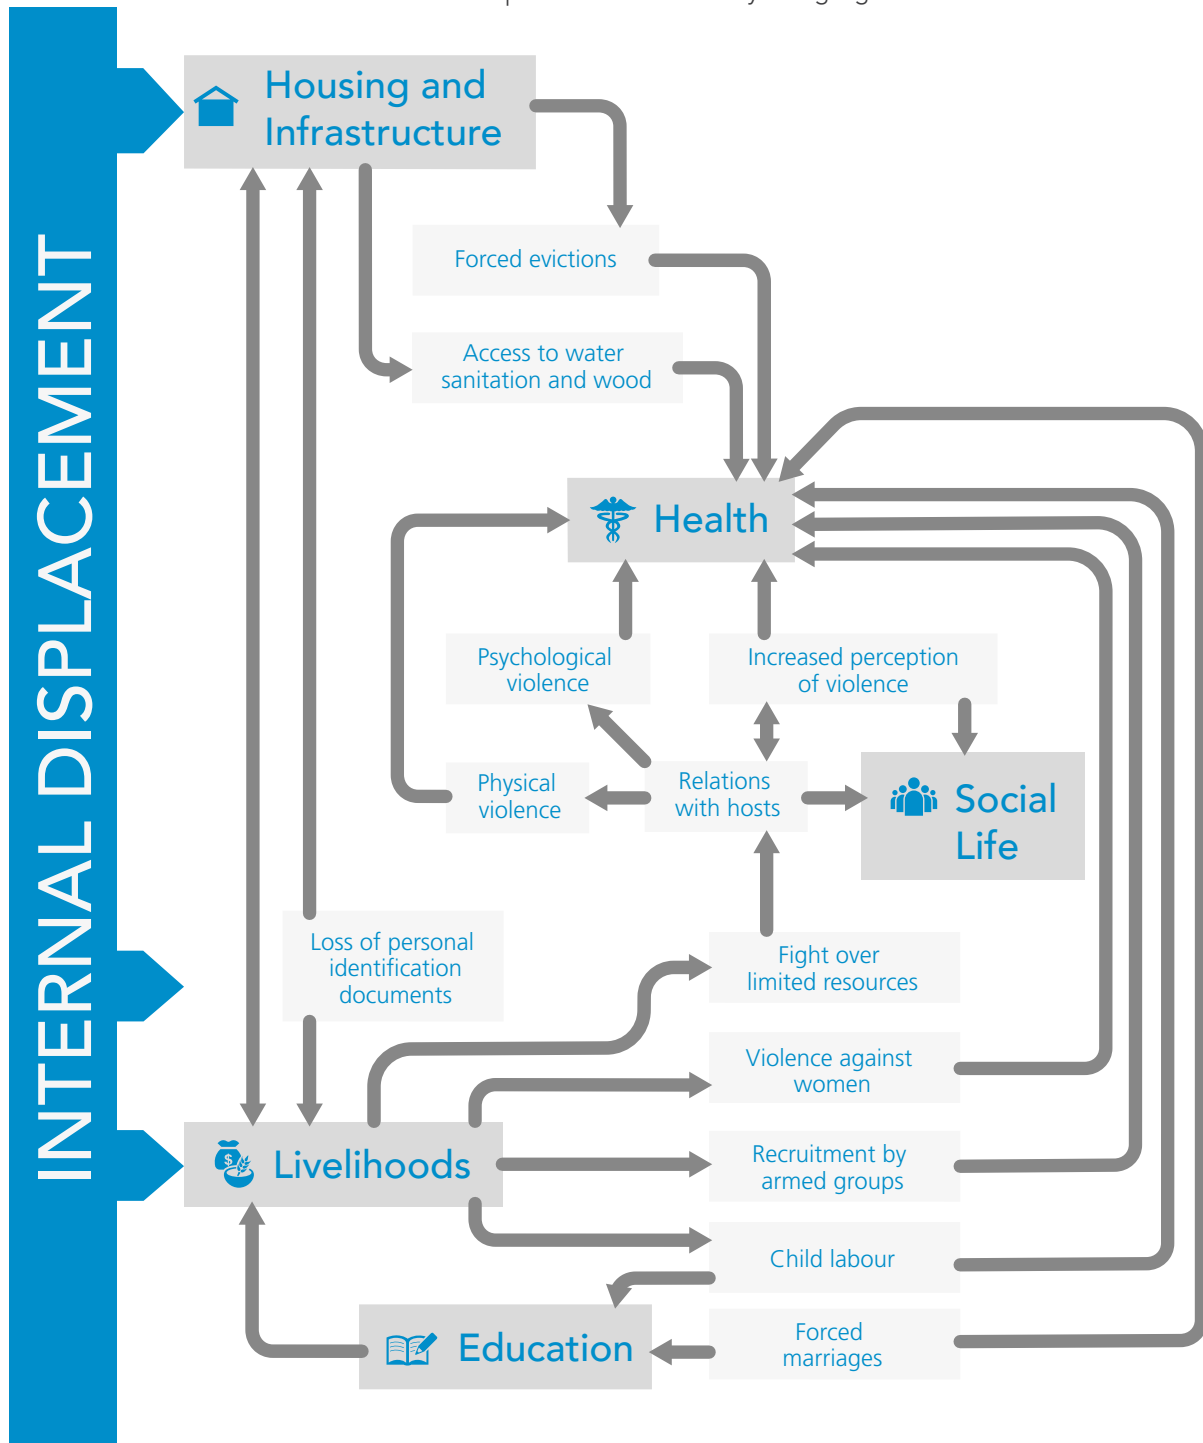 INTERNAL DISPLACEMENT
Housing and
Infrastructure
Forced evictions
Access to water
sanitation and wood
Health
Psychological
violence
Increased perception
of violence
Physical
violence
Relations
with hosts
Social
Life
Loss of personal
identification
documents
Fight over
limited resources
Violence against
women
$
Livelihoods
Recruitment by
armed groups
Child labour
Education
Forced
marriages